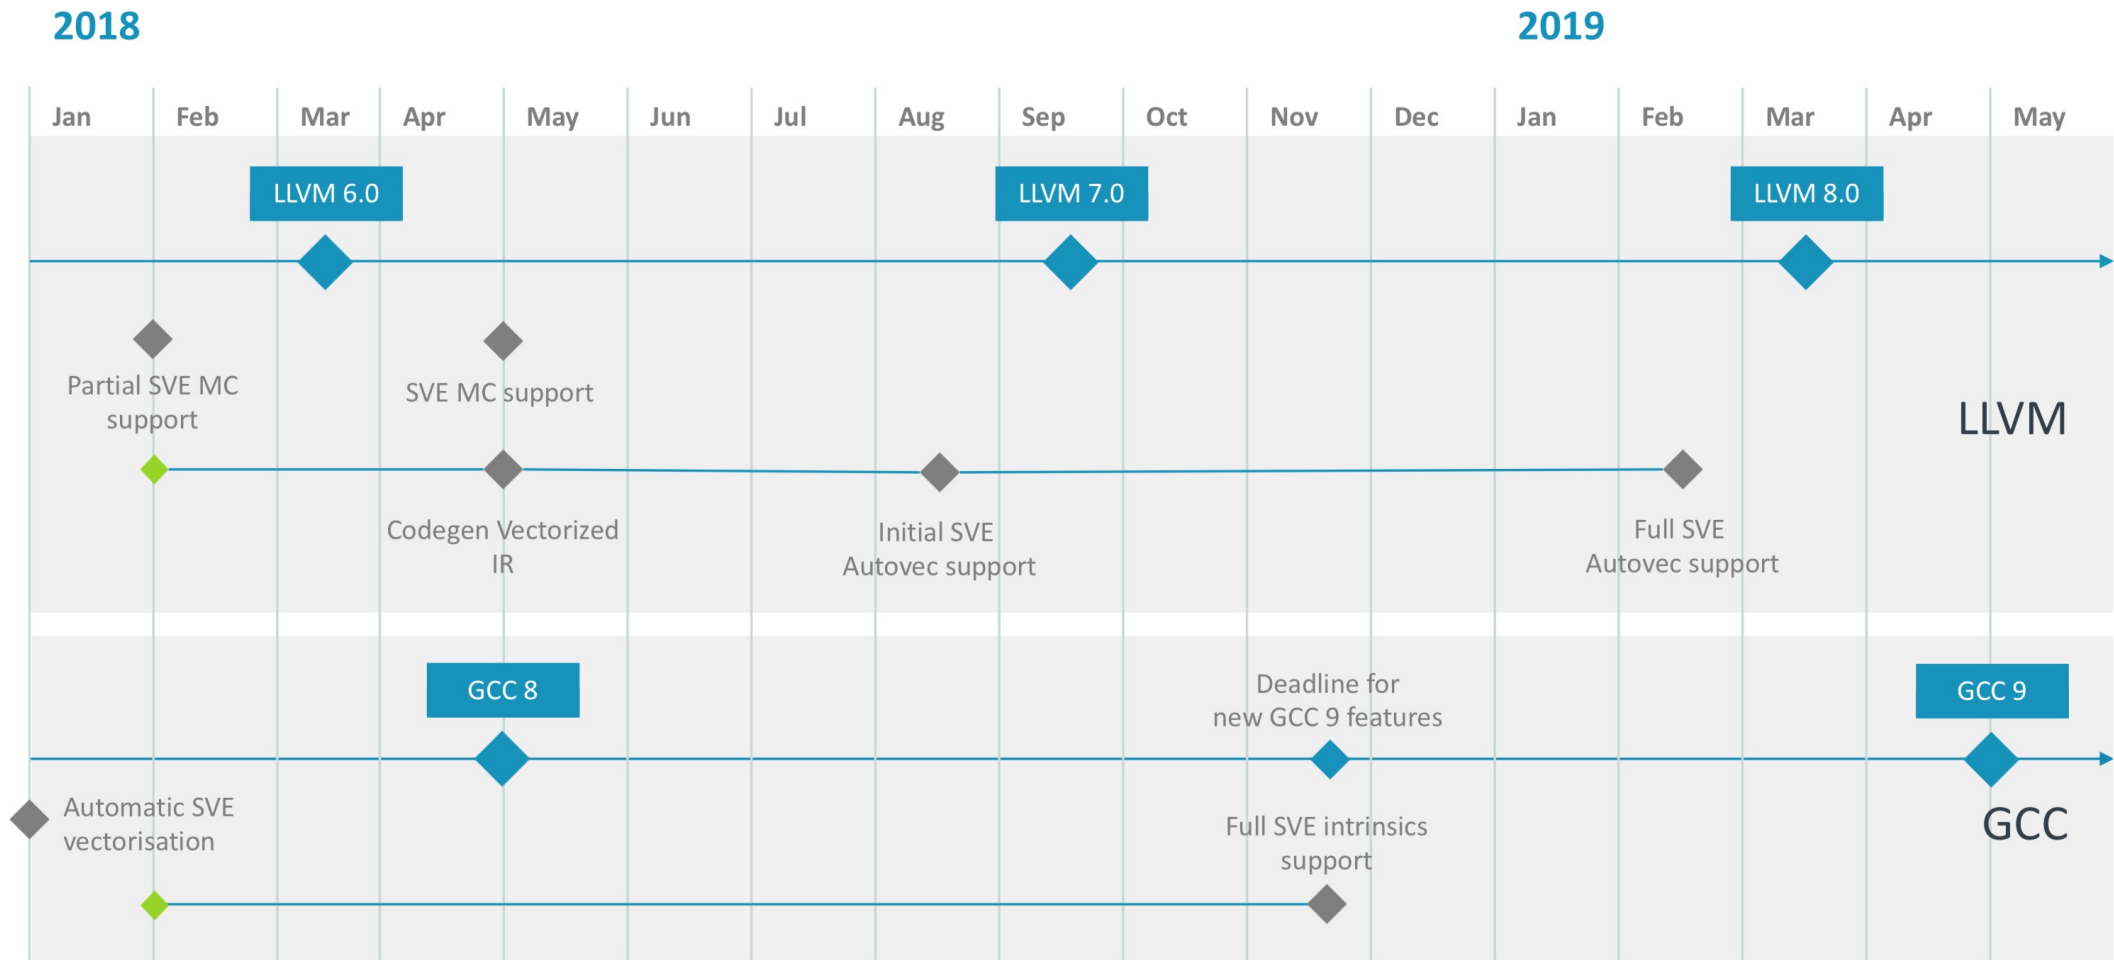 2018 2019
Jan Feb Mar Apr May Jun Jul Aug Sep Oct Nov Dec Jan Feb Mar Apr May
LLVM 6.0 LLVM 7.0 LLVM 8.0
Partial SVE MC
support
SVE MC support
LLVM
Codegen Vectorized
IR
Initial SVE
Autovec support
Full SVE
Autovec support
GCC 8
Deadline for
new GCC 9 features
GCC 9
Automatic SVE
vectorisation
Full SVE intrinsics
support
GCC